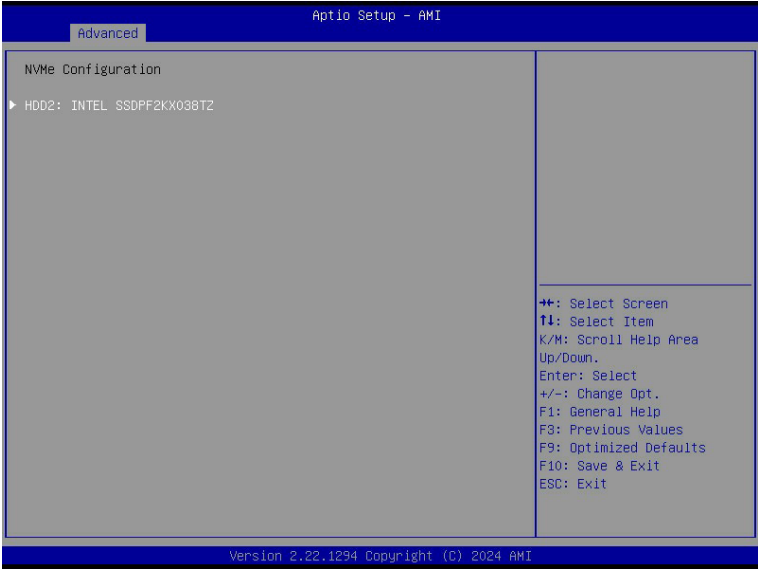 Aptio Setup – AMI
Advanced
NVMe Configuration
▶ HDD2: INTEL SSDPF2KX038TZ
→←: Select Screen
↑↓: Select Item
K/M: Scroll Help Area
Up/Down.
Enter: Select
+/-: Change Opt.
F1: General Help
F3: Previous Values
F9: Optimized Defaults
F10: Save & Exit
ESC: Exit
Version 2.22.1294 Copyright (C) 2024 AMI